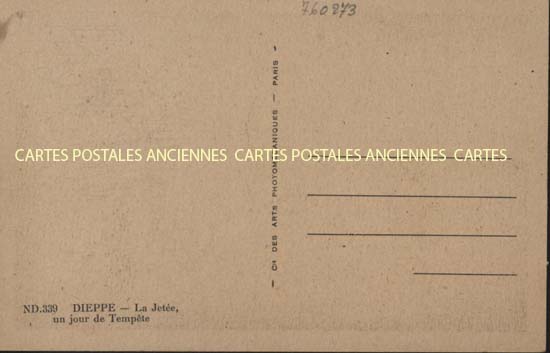 760873
CARTES POSTALES ANCIENNES CARTES POSTALES ANCIENNES CARTES
— Cie DES ARTS PHOTOMÉCANIQUES — PARIS —
ND.339 DIEPPE — La Jetée,
un jour de Tempête